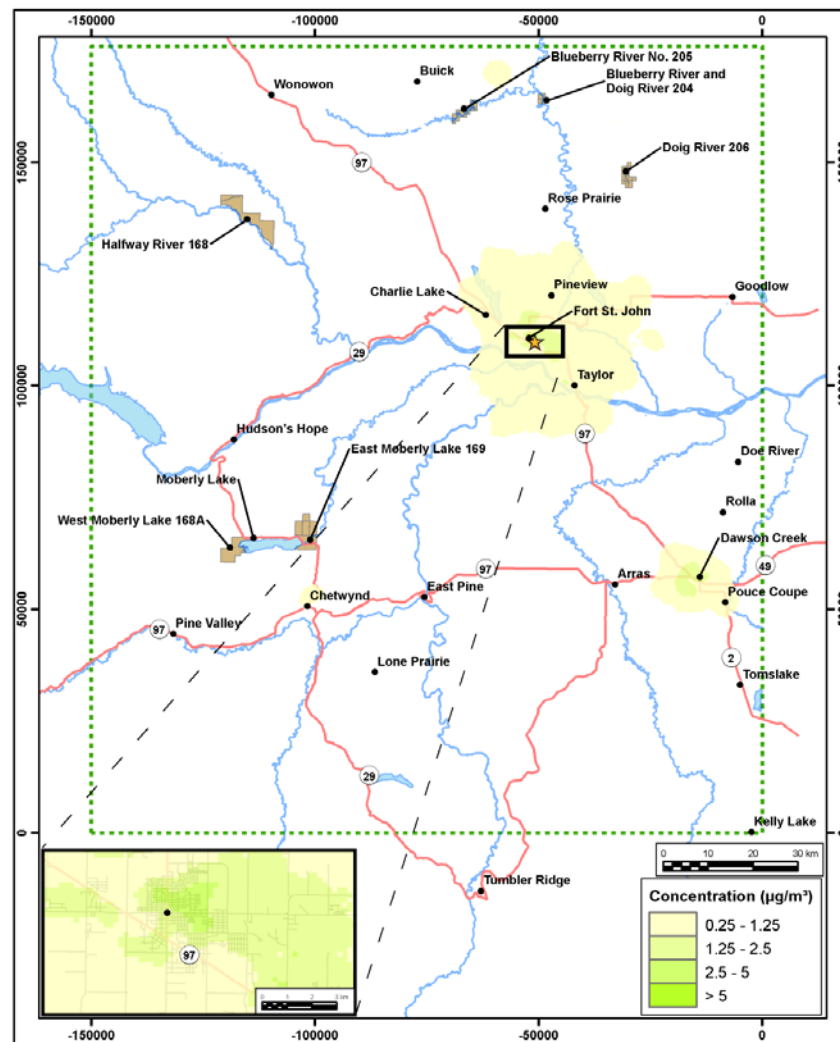 -150000
-100000
-50000
0
Blueberry River No. 205
Buick
Blueberry River and
Doig River 204
Wonowon
150000
97
Doig River 206
Rose Prairie
Halfway River 168
Pineview
Charlie Lake
Goodlow
Fort St. John
29
Taylor
100000
97
Hudson's Hope
East Moberly Lake 169
Doe River
Moberly Lake
Rolla
West Moberly Lake 168A
Dawson Creek
97
49
Arras
Chetwynd
East Pine
Pouce Coupe
50000
97
Pine Valley
2
Lone Prairie
Tomslake
29
0
Kelly Lake
0
10
20
30 km
Tumbler Ridge
Concentration (µg/m³)
0.25 - 1.25
1.25 - 2.5
2.5 - 5
> 5
97
0
1
2
3 km
-150000
-100000
-50000
0